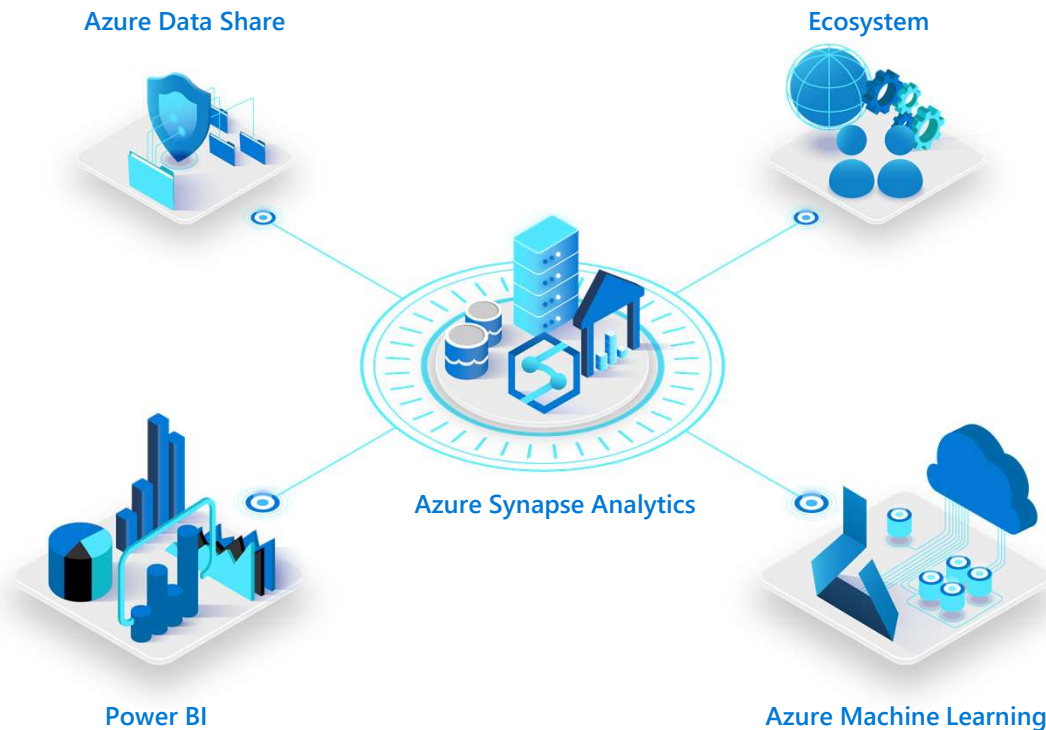 Azure Data Share
Ecosystem
Azure Synapse Analytics
Power BI
Azure Machine Learning